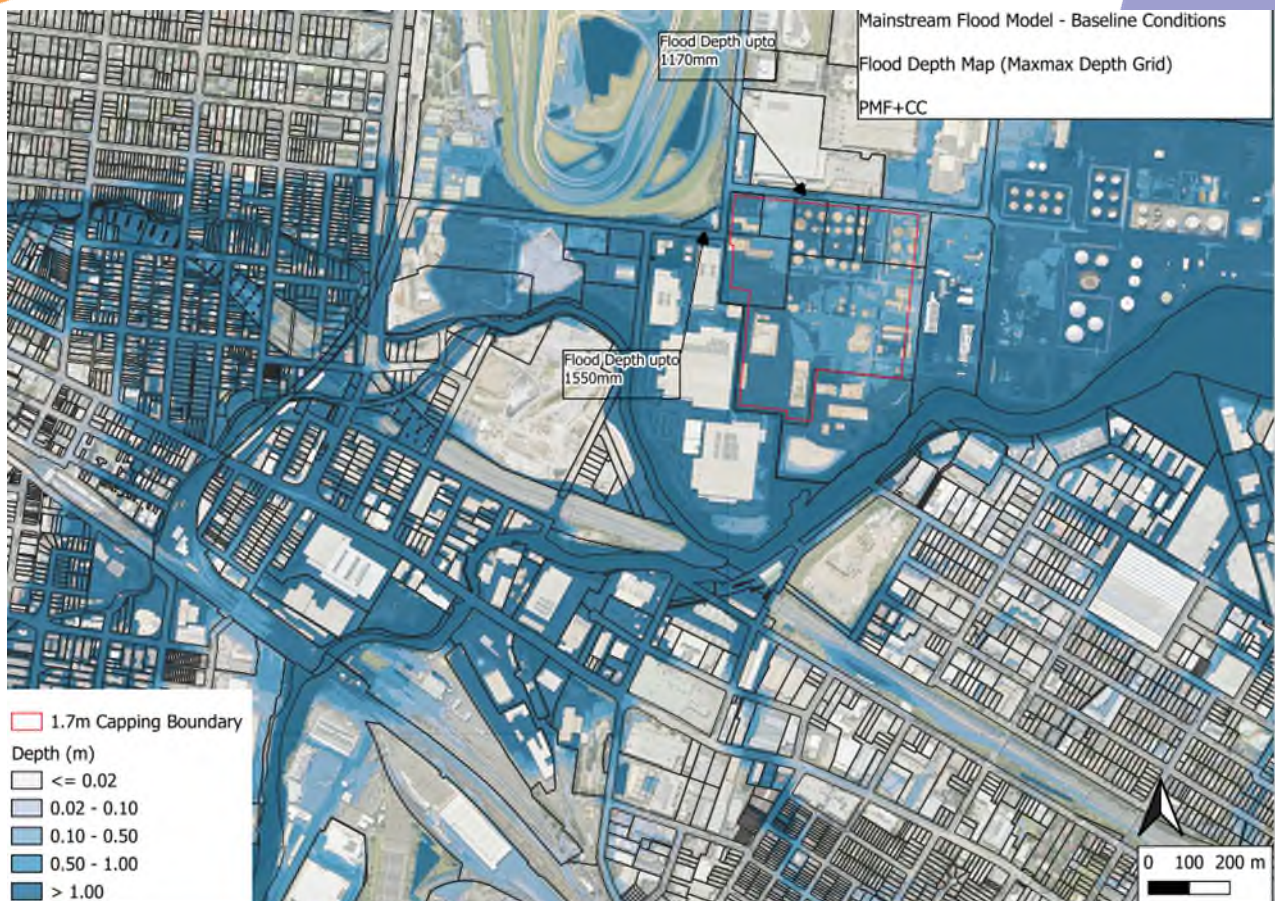 Mainstream Flood Model - Baseline Conditions
Flood Depth Map (Maxmax Depth Grid)
PMF+CC
Flood Depth upto
1170mm
Flood Depth upto
1550mm
1.7m Capping Boundary
Depth (m)
<= 0.02
0.02 - 0.10
0.10 - 0.50
0.50 - 1.00
> 1.00
0 100 200 m